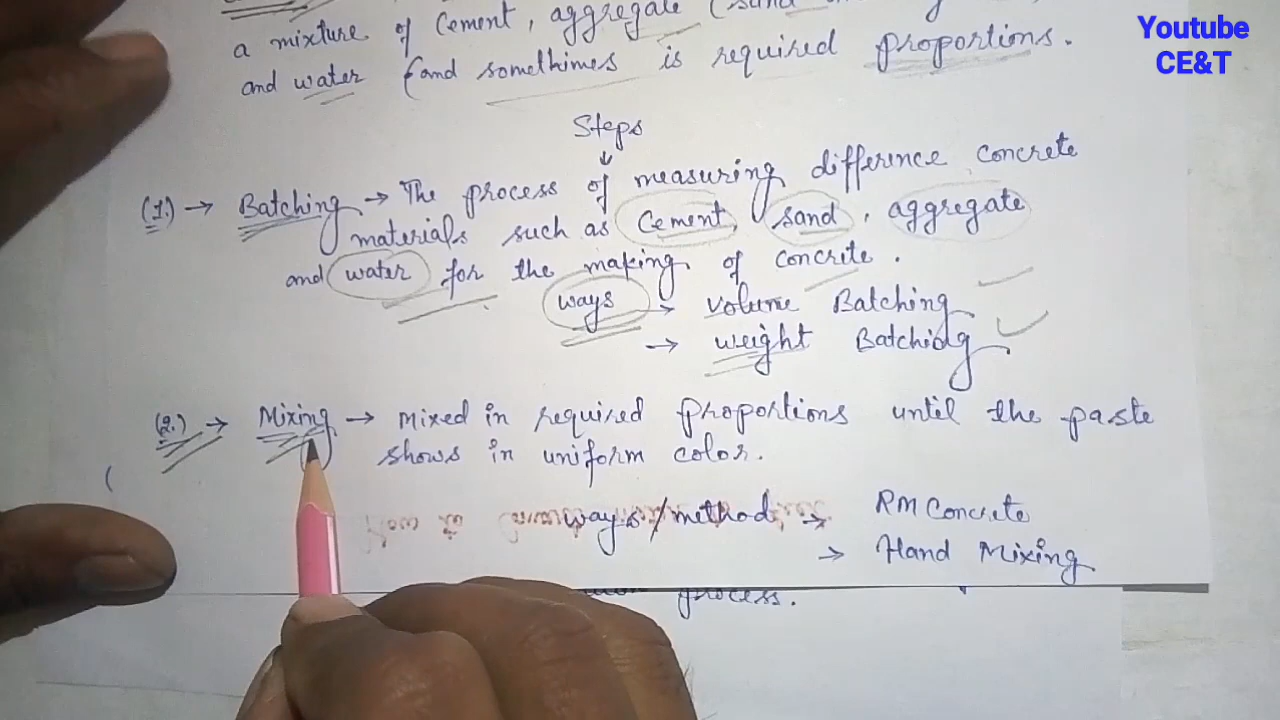 a mixture of Cement, aggregate (sand
and water (and somethimes is required proportions.
Steps
(1.) → Batching → The process of measuring difference concrete
materials such as Cement, sand, aggregate
and water for the making of concrete.
ways → volume Batching
→ weight Batchidg
(2.) → Mixing → Mixed in required proportions until the paste
shows in uniform color.
ways/method → RM Concrete
→ Hand Mixing
process.
Youtube
CE&T